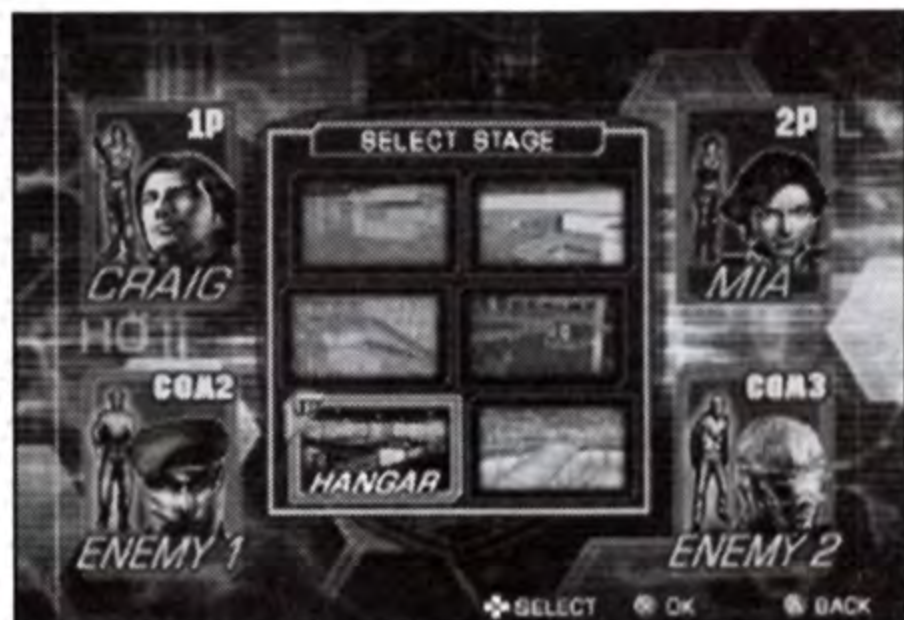 SELECT STAGE
1P
CRAIG
2P
MIA
COM2
ENEMY 1
COM3
ENEMY 2
HANGAR
SELECT OK BACK